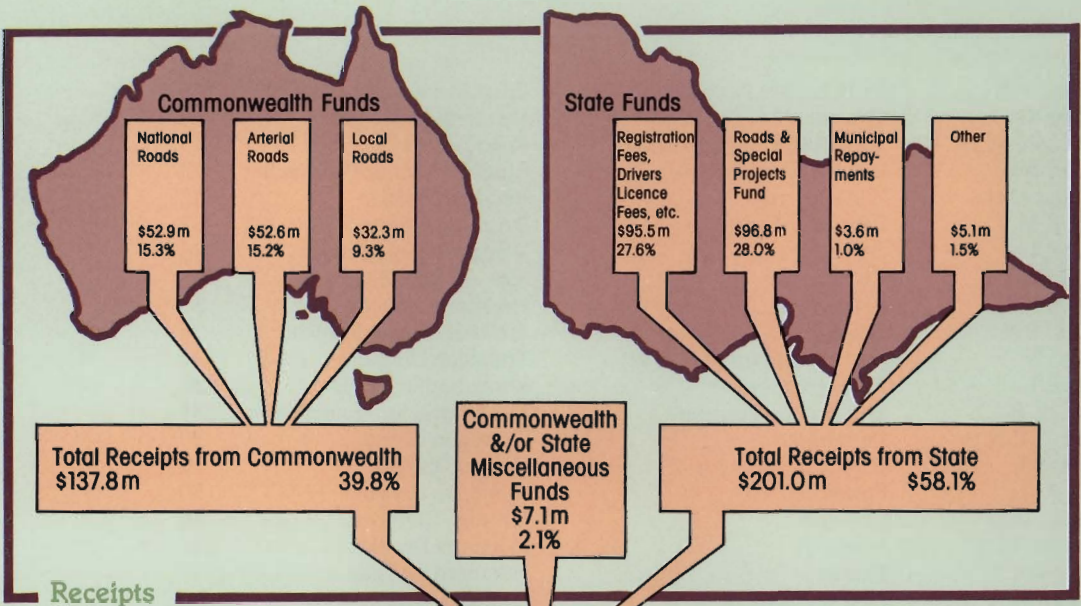 Commonwealth Funds
National
Roads
$52.9m
15.3%
Arterial
Roads
$52.6m
15.2%
Local
Roads
$32.3m
9.3%
State Funds
Registration
Fees,
Drivers
Licence
Fees, etc.
$95.5m
27.6%
Roads &
Special
Projects
Fund
$96.8m
28.0%
Municipal
Repay-
ments
$3.6m
1.0%
Other
$5.1m
1.5%
Total Receipts from Commonwealth
$137.8m 39.8%
Commonwealth
&/or State
Miscellaneous
Funds
$7.1m
2.1%
Total Receipts from State
$201.0m $58.1%
Receipts